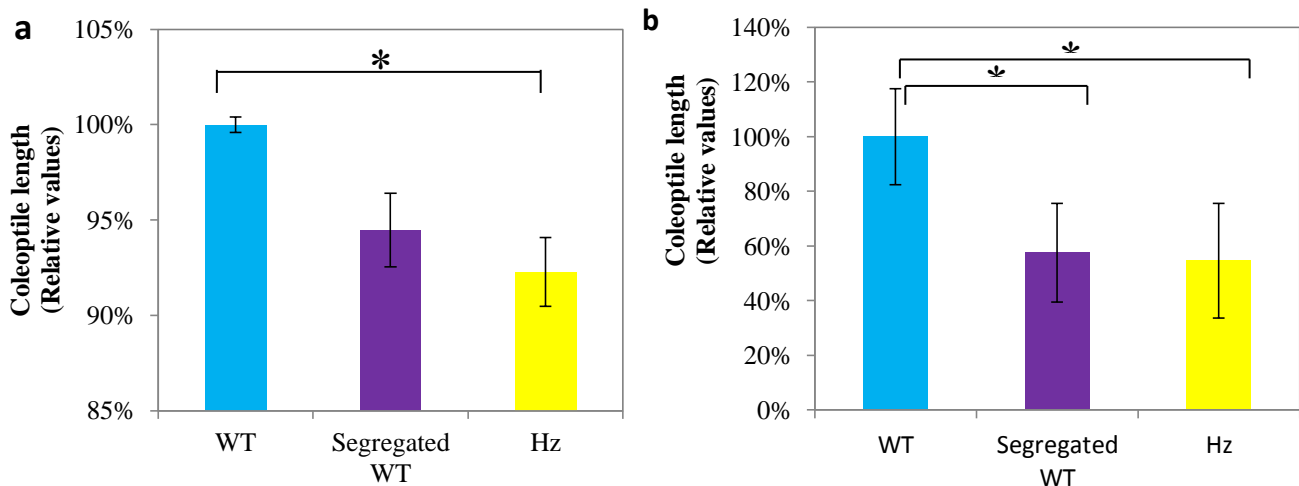 a
105%
100%
95%
90%
85%
Coleoptile length
(Relative values)
*
WT
Segregated
WT
Hz
b
140%
120%
100%
80%
60%
40%
20%
0%
Coleoptile length
(Relative values)
*
*
WT
Segregated
WT
Hz